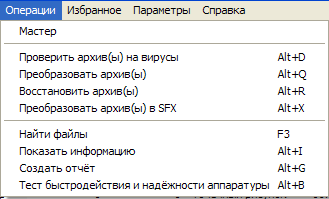 Операции Избранное Параметры Справка
Мастер
Проверить архив(ы) на вирусы Alt+D
Преобразовать архив(ы) Alt+Q
Восстановить архив(ы) Alt+R
Преобразовать архив(ы) в SFX Alt+X
Найти файлы F3
Показать информацию Alt+I
Создать отчёт Alt+G
Тест быстродействия и надёжности аппаратуры Alt+B